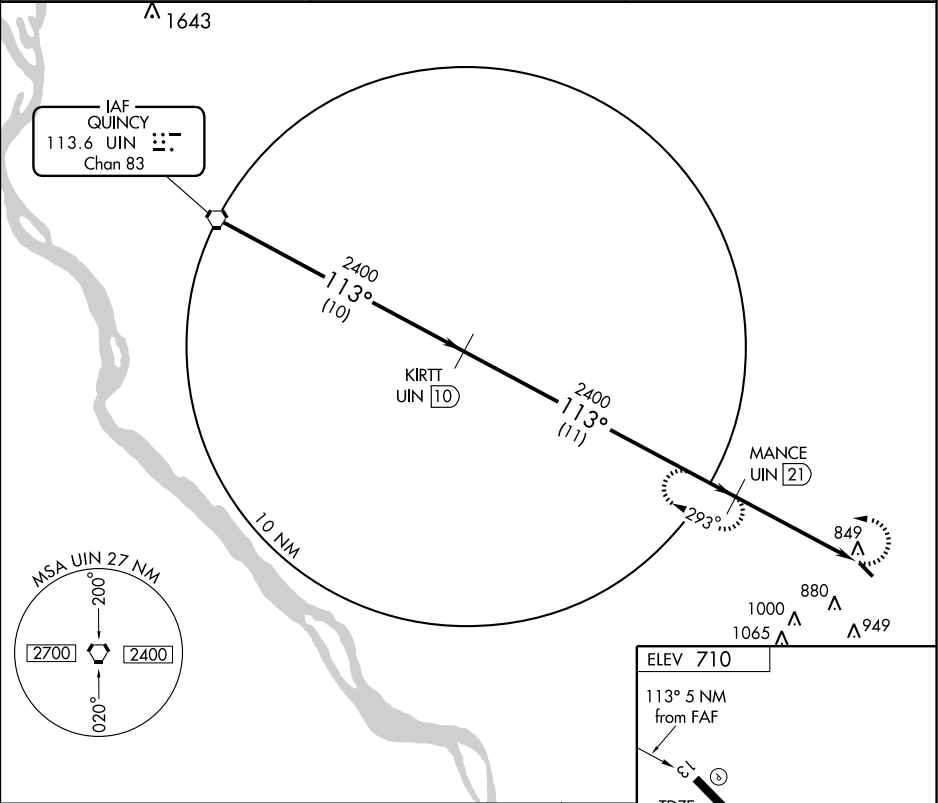 1643
IAF
QUINCY
113.6 UIN
Chan 83
2400
113°
(10)
KIRTT
UIN 10
2400
113°
(11)
MANCE
UIN 21
293°
10 NM
849
880
1000
949
1065
MSA UIN 27 NM
200°
2700
2400
020°
ELEV 710
113° 5 NM
from FAF
13
P
TDZE